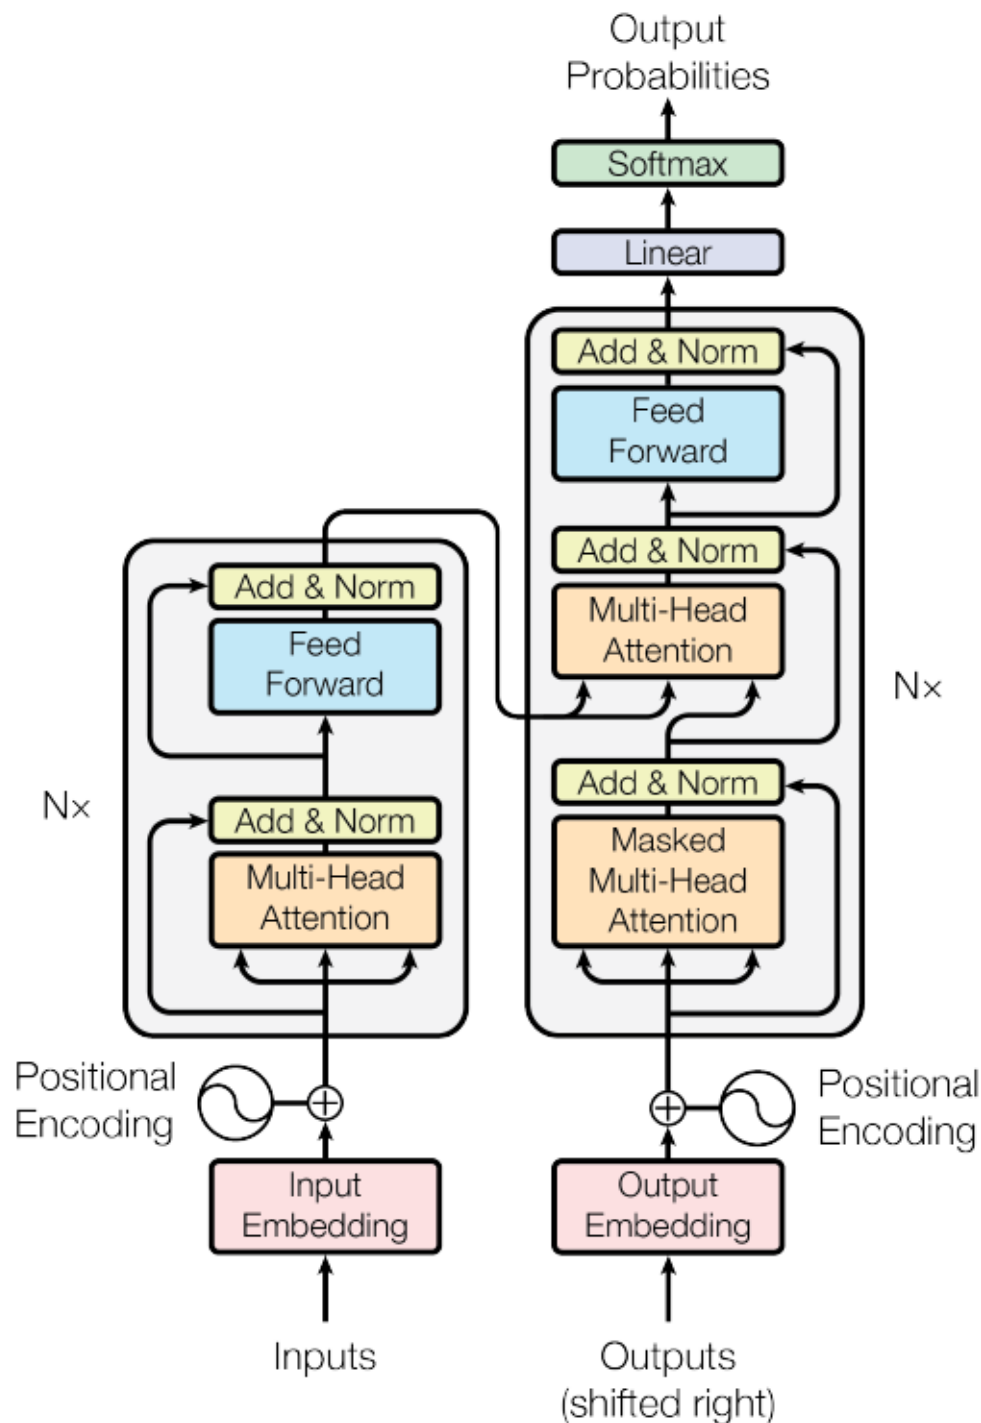 Output
Probabilities
Softmax
Linear
Add & Norm
Feed
Forward
Add & Norm
Multi-Head
Attention
Add & Norm
Masked
Multi-Head
Attention
Nx
Add & Norm
Feed
Forward
Add & Norm
Multi-Head
Attention
Nx
Positional
Encoding
Positional
Encoding
Input
Embedding
Output
Embedding
Inputs
Outputs
(shifted right)